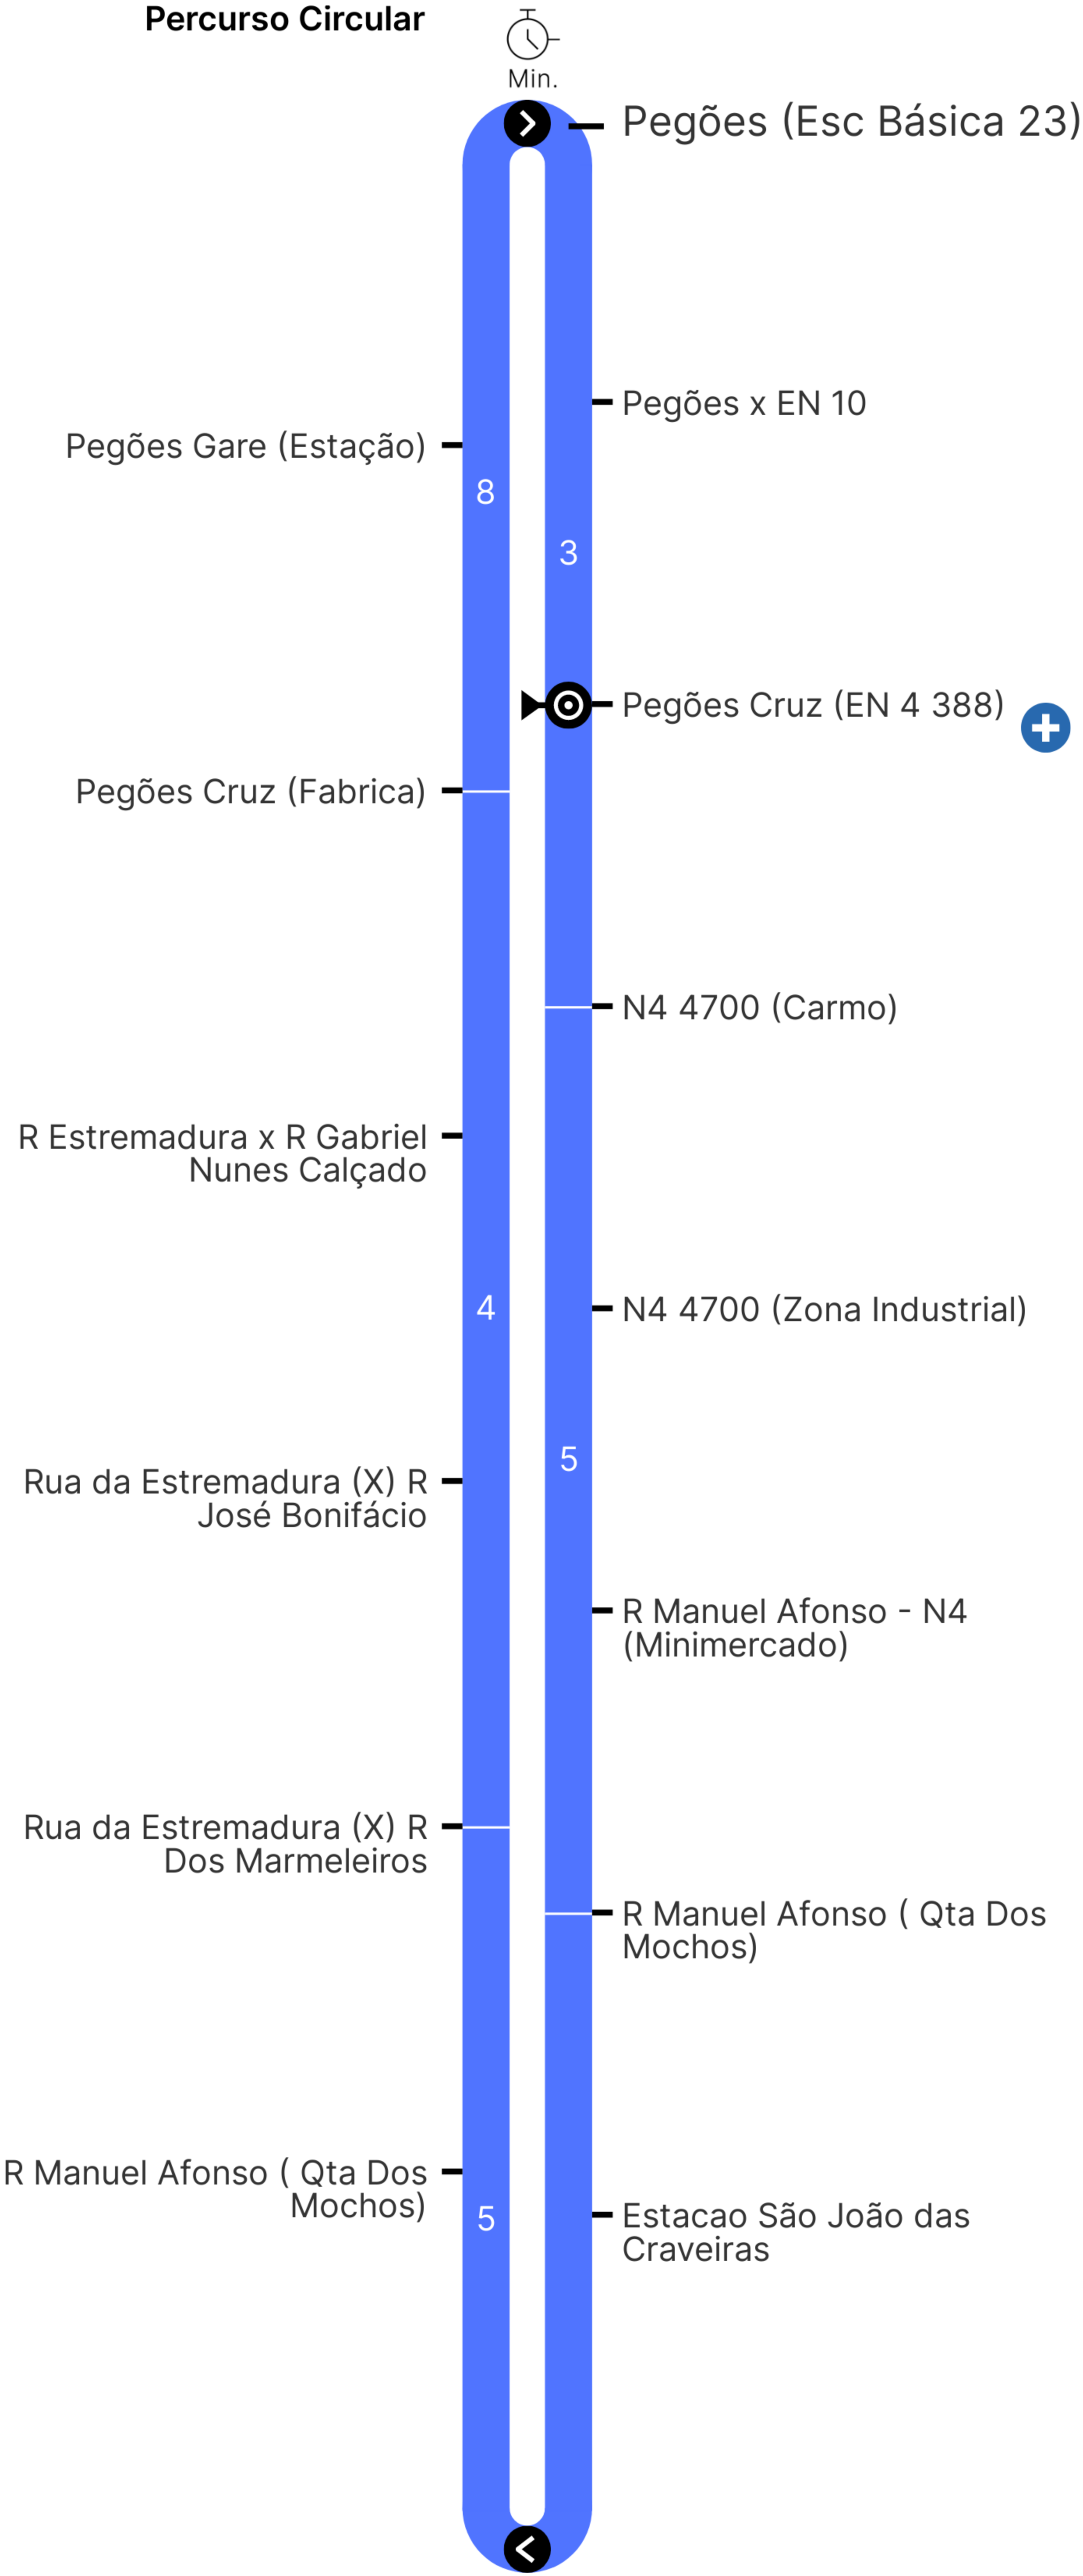 Percurso Circular
Min.
Pegões (Esc Básica 23)
Pegões x EN 10
Pegões Gare (Estação)
8
3
Pegões Cruz (EN 4 388)
Pegões Cruz (Fabrica)
N4 4700 (Carmo)
R Estremadura x R Gabriel
Nunes Calçado
4
N4 4700 (Zona Industrial)
5
Rua da Estremadura (X) R
José Bonifácio
R Manuel Afonso - N4
(Minimercado)
Rua da Estremadura (X) R
Dos Marmeleiros
R Manuel Afonso ( Qta Dos
Mochos)
R Manuel Afonso ( Qta Dos
Mochos)
5
Estacao São João das
Craveiras